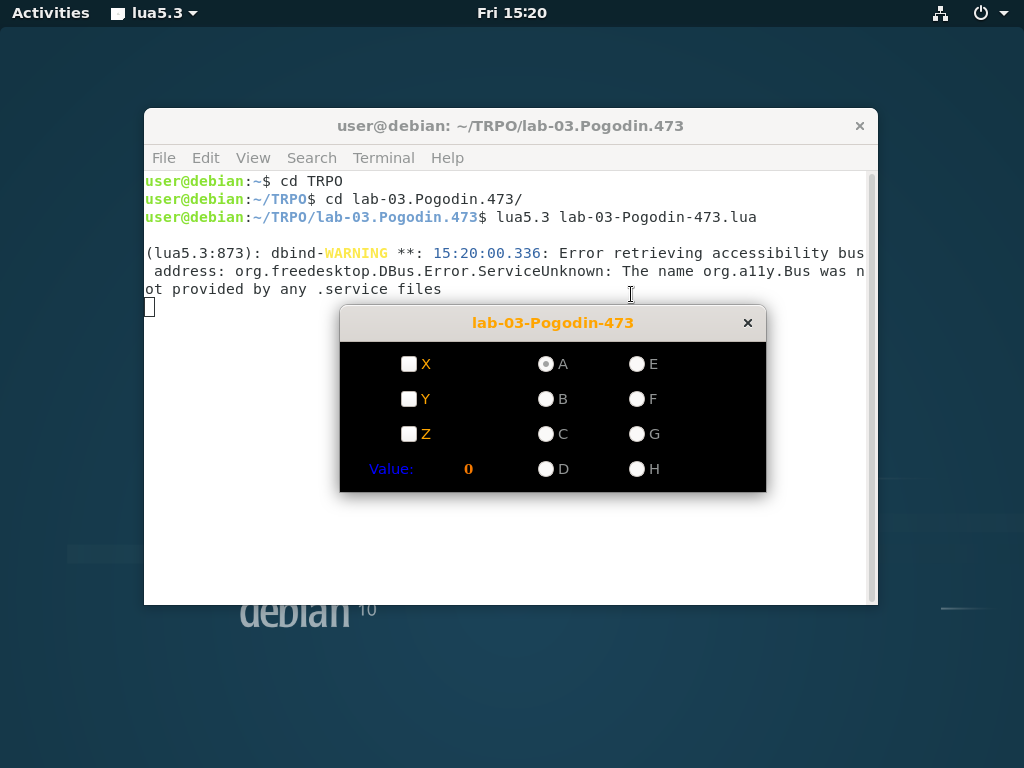 Activities lua5.3 Fri 15:20
user@debian: ~/TRPO/lab-03.Pogodin.473 ×
File Edit View Search Terminal Help
user@debian:~$ cd TRPO
user@debian:~/TRPO$ cd lab-03.Pogodin.473/
user@debian:~/TRPO/lab-03.Pogodin.473$ lua5.3 lab-03-Pogodin-473.lua
(lua5.3:873): dbind-WARNING **: 15:20:00.336: Error retrieving accessibility bus
address: org.freedesktop.DBus.Error.ServiceUnknown: The name org.a11y.Bus was n
ot provided by any .service files
lab-03-Pogodin-473 ×
X A E
Y B F
Z C G
Value: 0 D H
debian 10